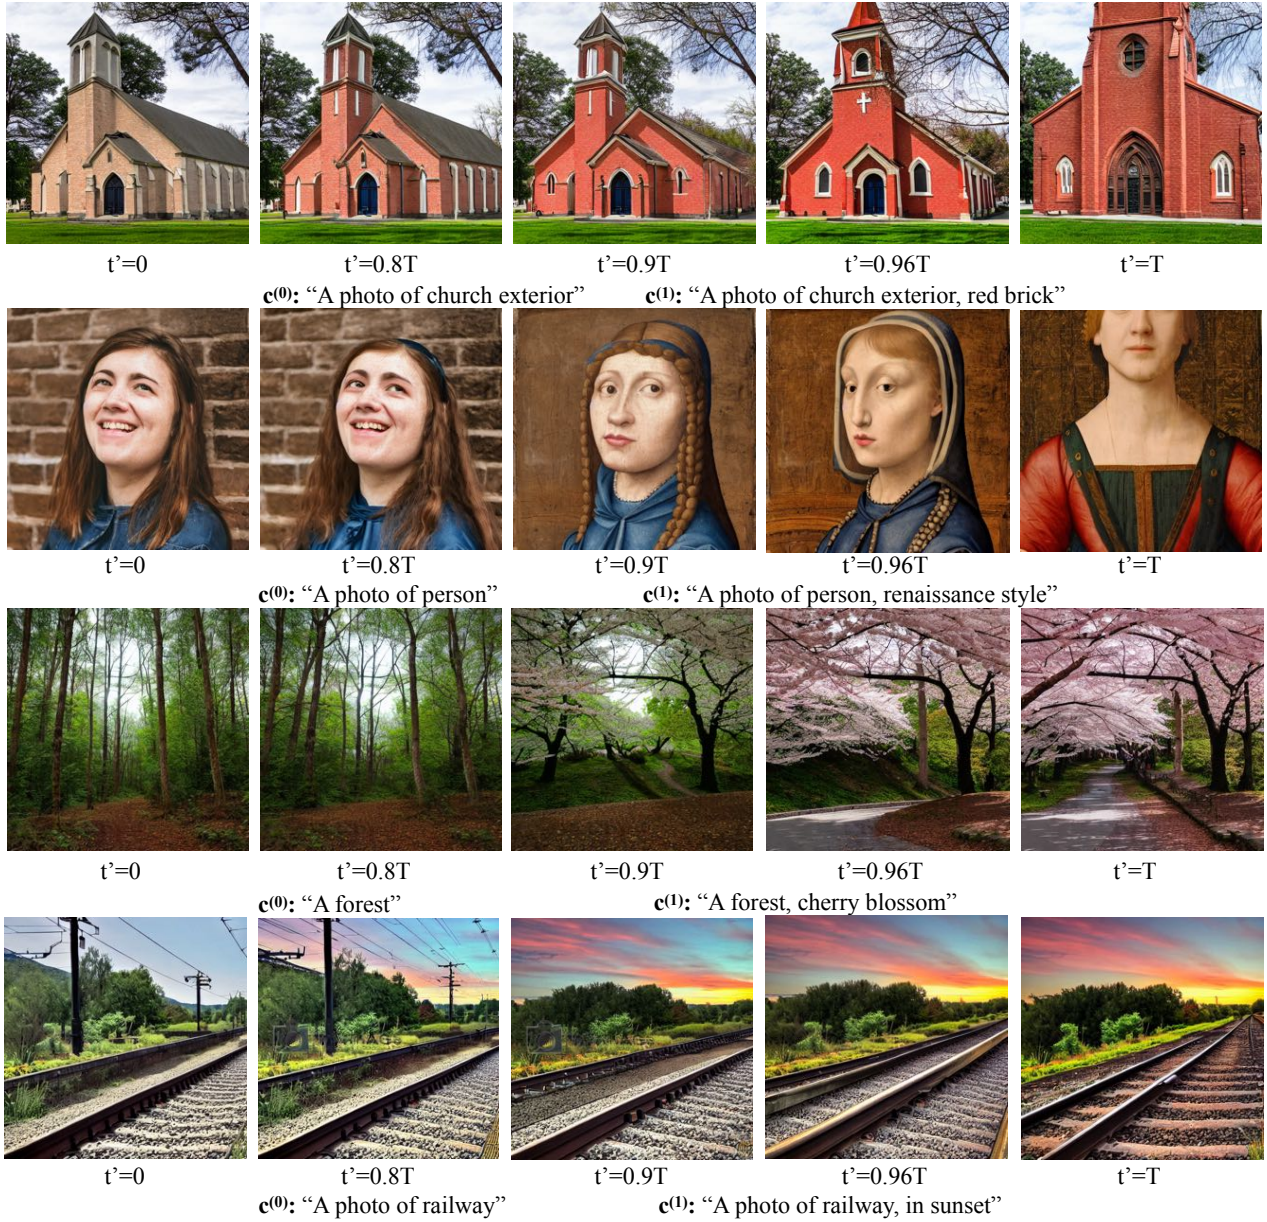 t’=0 t’=0.8T t’=0.9T t’=0.96T t’=T
c⁽⁰⁾: “A photo of church exterior” c⁽¹⁾: “A photo of church exterior, red brick”
t’=0 t’=0.8T t’=0.9T t’=0.96T t’=T
c⁽⁰⁾: “A photo of person” c⁽¹⁾: “A photo of person, renaissance style”
t’=0 t’=0.8T t’=0.9T t’=0.96T t’=T
c⁽⁰⁾: “A forest” c⁽¹⁾: “A forest, cherry blossom”
t’=0 t’=0.8T t’=0.9T t’=0.96T t’=T
c⁽⁰⁾: “A photo of railway” c⁽¹⁾: “A photo of railway, in sunset”